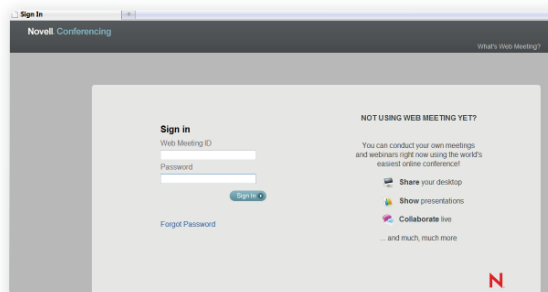 Sign In
Novell Conferencing
What's Web Meeting?
Sign in
Web Meeting ID
Password
Sign In
Forgot Password
NOT USING WEB MEETING YET?
You can conduct your own meetings
and webinars right now using the world's
easiest online conference!
Share your desktop
Show presentations
Collaborate live
... and much, much more
N